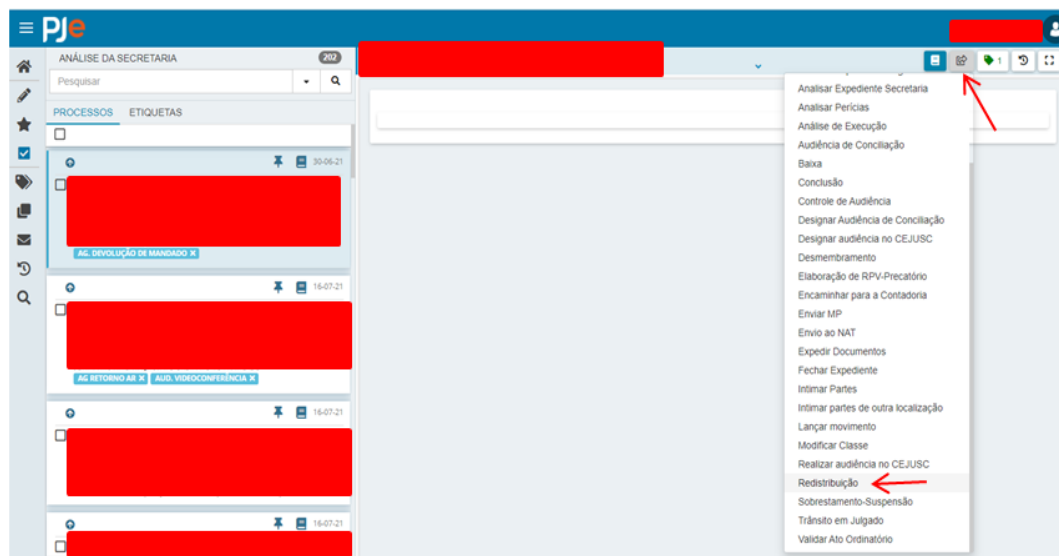 PJe
ANÁLISE DA SECRETARIA 202
Pesquisar
PROCESSOS ETIQUETAS
30-06-21
AG. DEVOLUÇÃO DE MANDADO X
16-07-21
AG RETORNO AR X AUD. VIDEOCONFERÊNCIA X
16-07-21
16-07-21
1
Analisar Expediente Secretaria
Analisar Perícias
Análise de Execução
Audiência de Conciliação
Baixa
Conclusão
Controle de Audiência
Designar Audiência de Conciliação
Designar audiência no CEJUSC
Desmembramento
Elaboração de RPV-Precatório
Encaminhar para a Contadoria
Enviar MP
Envio ao NAT
Expedir Documentos
Fechar Expediente
Intimar Partes
Intimar partes de outra localização
Lançar movimento
Modificar Classe
Realizar audiência no CEJUSC
Redistribuição
Sobrestamento-Suspensão
Trânsito em Julgado
Validar Ato Ordinatório